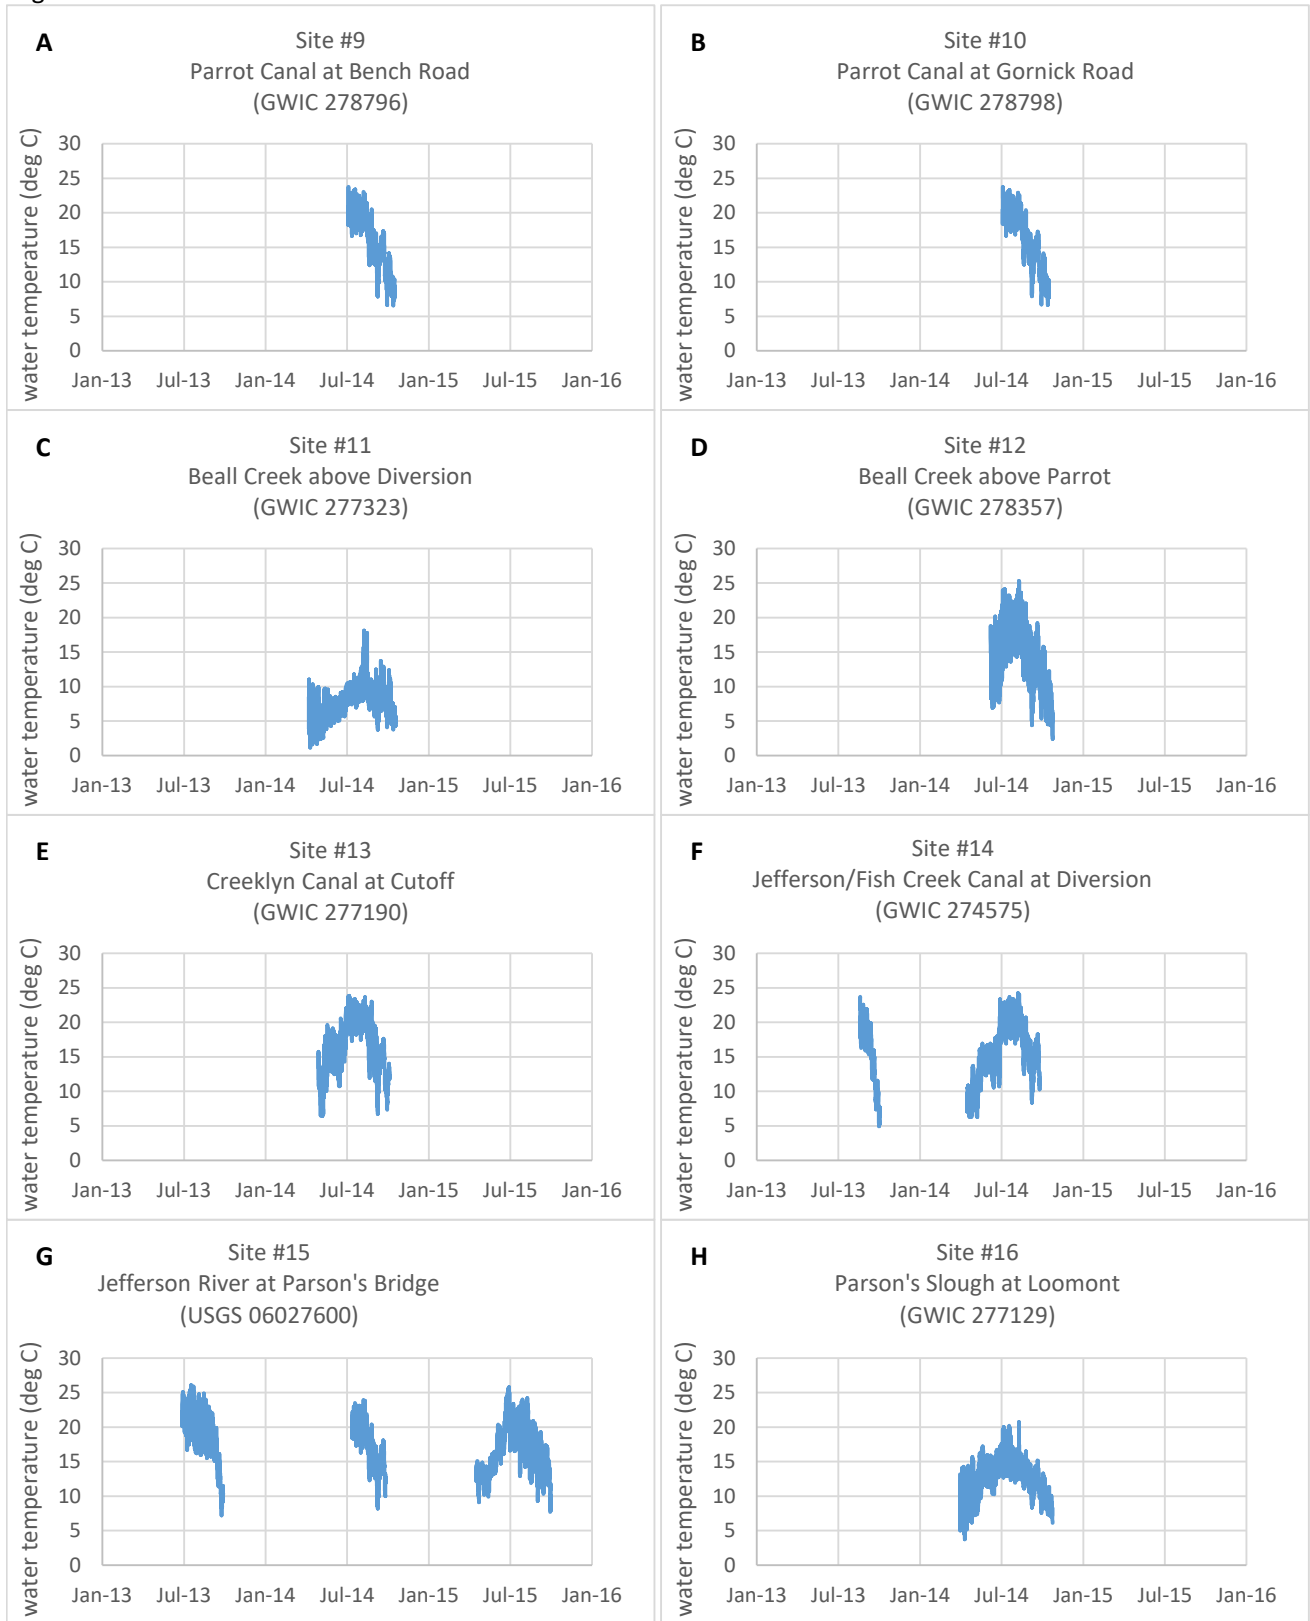 A
Site #9
Parrot Canal at Bench Road
(GWIC 278796)
water temperature (deg C)
30
25
20
15
10
5
0
Jan-13 Jul-13 Jan-14 Jul-14 Jan-15 Jul-15 Jan-16
B
Site #10
Parrot Canal at Gornick Road
(GWIC 278798)
water temperature (deg C)
30
25
20
15
10
5
0
Jan-13 Jul-13 Jan-14 Jul-14 Jan-15 Jul-15 Jan-16
C
Site #11
Beall Creek above Diversion
(GWIC 277323)
water temperature (deg C)
30
25
20
15
10
5
0
Jan-13 Jul-13 Jan-14 Jul-14 Jan-15 Jul-15 Jan-16
D
Site #12
Beall Creek above Parrot
(GWIC 278357)
water temperature (deg C)
30
25
20
15
10
5
0
Jan-13 Jul-13 Jan-14 Jul-14 Jan-15 Jul-15 Jan-16
E
Site #13
Creeklyn Canal at Cutoff
(GWIC 277190)
water temperature (deg C)
30
25
20
15
10
5
0
Jan-13 Jul-13 Jan-14 Jul-14 Jan-15 Jul-15 Jan-16
F
Site #14
Jefferson/Fish Creek Canal at Diversion
(GWIC 274575)
water temperature (deg C)
30
25
20
15
10
5
0
Jan-13 Jul-13 Jan-14 Jul-14 Jan-15 Jul-15 Jan-16
G
Site #15
Jefferson River at Parson's Bridge
(USGS 06027600)
water temperature (deg C)
30
25
20
15
10
5
0
Jan-13 Jul-13 Jan-14 Jul-14 Jan-15 Jul-15 Jan-16
H
Site #16
Parson's Slough at Loomont
(GWIC 277129)
water temperature (deg C)
30
25
20
15
10
5
0
Jan-13 Jul-13 Jan-14 Jul-14 Jan-15 Jul-15 Jan-16